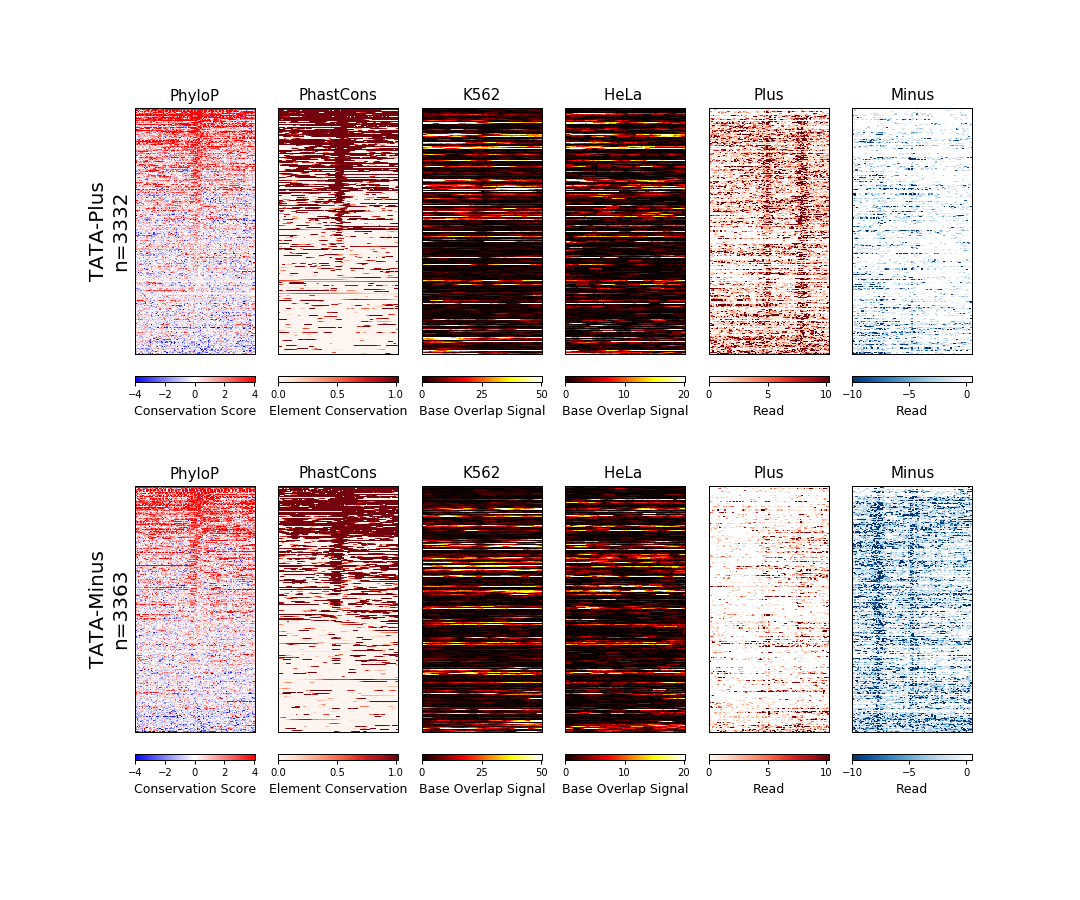 PhyloP PhastCons K562 HeLa Plus Minus
TATA-Plus
n=3332
−4 −2 0 2 4 0.0 0.5 1.0 0 25 50 0 10 20 0 5 10 −10 −5 0
Conservation Score Element Conservation Base Overlap Signal Base Overlap Signal Read Read
PhyloP PhastCons K562 HeLa Plus Minus
TATA-Minus
n=3363
−4 −2 0 2 4 0.0 0.5 1.0 0 25 50 0 10 20 0 5 10 −10 −5 0
Conservation Score Element Conservation Base Overlap Signal Base Overlap Signal Read Read